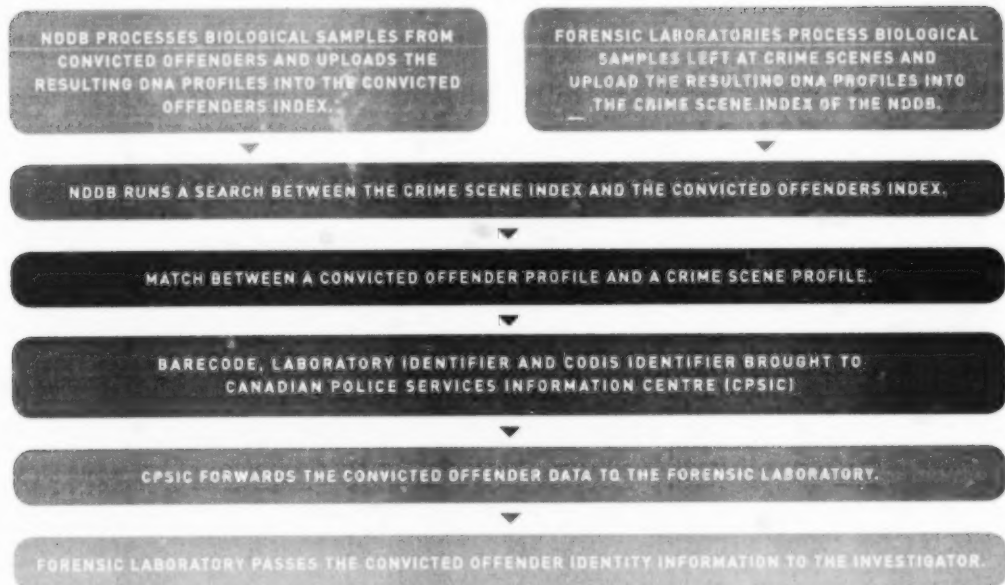 NDDB PROCESSES BIOLOGICAL SAMPLES FROM
CONVICTED OFFENDERS AND UPLOADS THE
RESULTING DNA PROFILES INTO THE CONVICTED
OFFENDERS INDEX.
FORENSIC LABORATORIES PROCESS BIOLOGICAL
SAMPLES LEFT AT CRIME SCENES AND
UPLOAD THE RESULTING DNA PROFILES INTO
THE CRIME SCENE INDEX OF THE NDDB.
NDDB RUNS A SEARCH BETWEEN THE CRIME SCENE INDEX AND THE CONVICTED OFFENDERS INDEX.
MATCH BETWEEN A CONVICTED OFFENDER PROFILE AND A CRIME SCENE PROFILE.
BARECODE, LABORATORY IDENTIFIER AND CODIS IDENTIFIER BROUGHT TO
CANADIAN POLICE SERVICES INFORMATION CENTRE (CPSIC)
CPSIC FORWARDS THE CONVICTED OFFENDER DATA TO THE FORENSIC LABORATORY.
FORENSIC LABORATORY PASSES THE CONVICTED OFFENDER IDENTITY INFORMATION TO THE INVESTIGATOR.